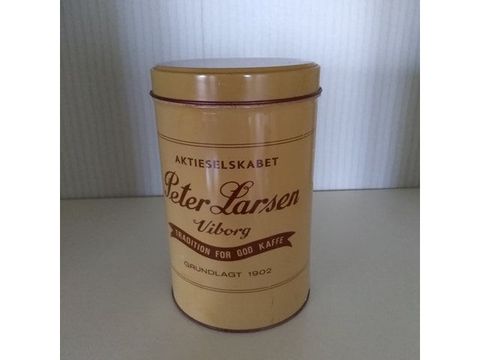 AKTIESELSKABET
Peter Larsen
Viborg
TRADITION FOR GOD KAFFE
GRUNDLAGT 1902